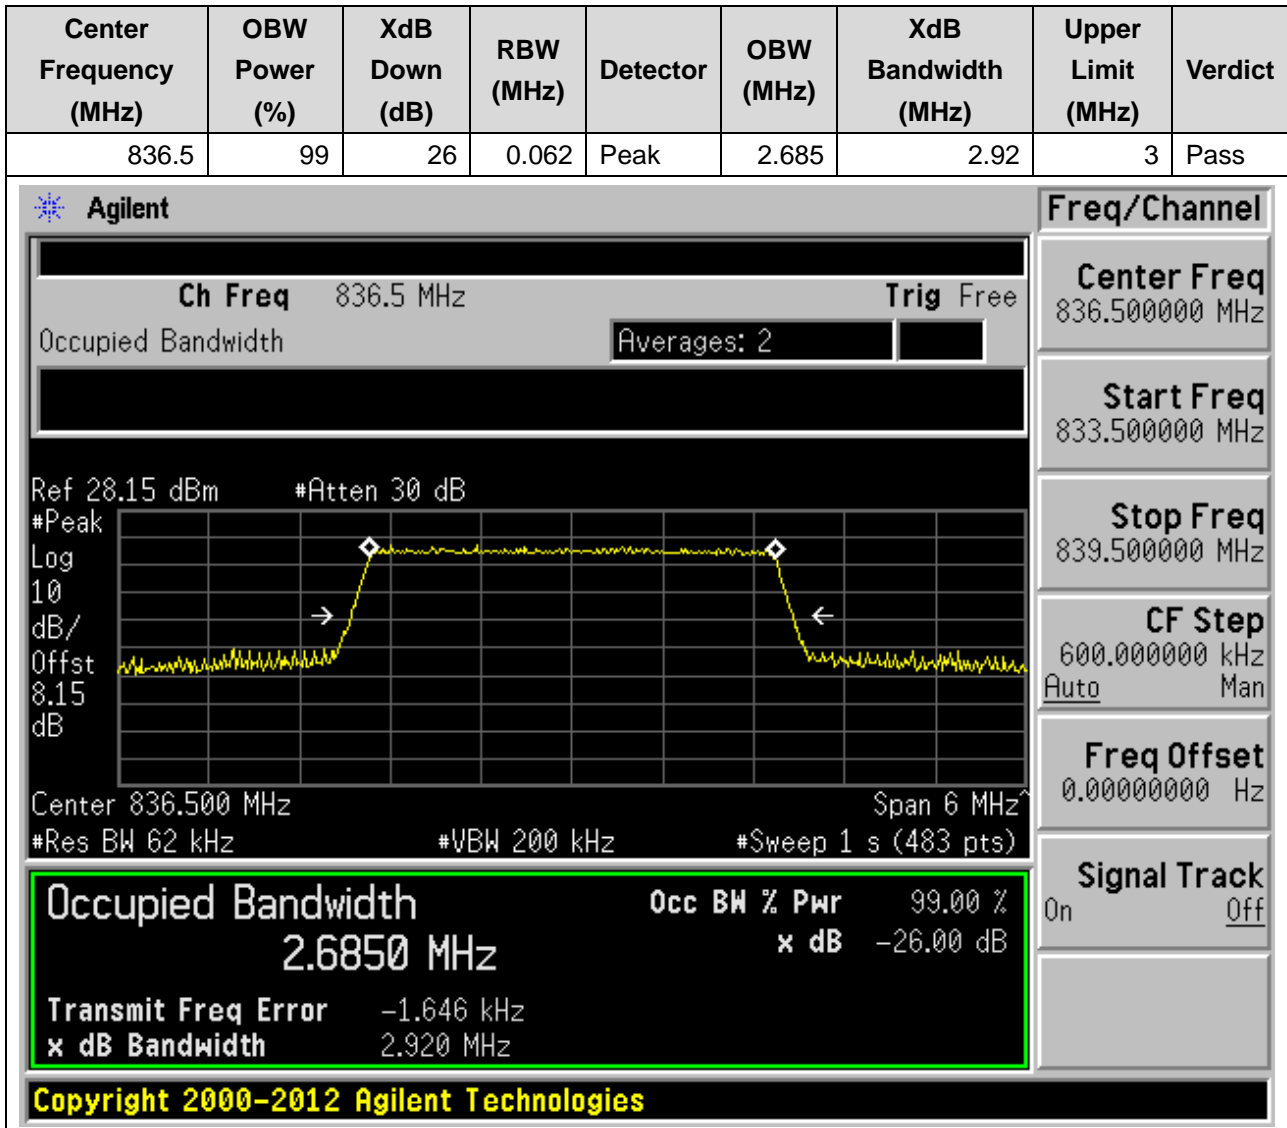 Center Frequency (MHz) | OBW Power (%) | XdB Down (dB) | RBW (MHz) | Detector | OBW (MHz) | XdB Bandwidth (MHz) | Upper Limit (MHz) | Verdict
836.5 | 99 | 26 | 0.062 | Peak | 2.685 | 2.92 | 3 | Pass
Agilent
Freq/Channel
Ch Freq 836.5 MHz Trig Free
Occupied Bandwidth Averages: 2
Center Freq
836.500000 MHz
Start Freq
833.500000 MHz
Stop Freq
839.500000 MHz
CF Step
600.000000 kHz
Auto Man
Freq Offset
0.00000000 Hz
Signal Track
On Off
Ref 28.15 dBm #Atten 30 dB
#Peak
Log
10
dB/
Offst
8.15
dB
Center 836.500 MHz Span 6 MHz^
#Res BW 62 kHz #VBW 200 kHz #Sweep 1 s (483 pts)
Occupied Bandwidth
2.6850 MHz
Occ BW % Pwr 99.00 %
x dB -26.00 dB
Transmit Freq Error -1.646 kHz
x dB Bandwidth 2.920 MHz
Copyright 2000-2012 Agilent Technologies